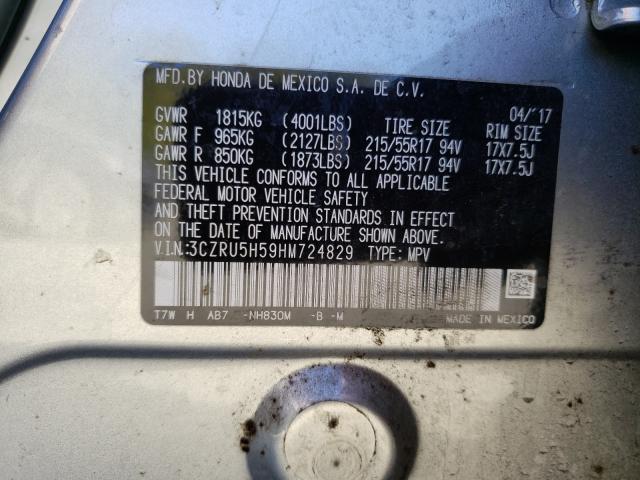 MFD.BY HONDA DE MEXICO S.A. DE C.V.
04/'17
GVWR 1815KG (4001LBS) TIRE SIZE RIM SIZE
GAWR F 965KG (2127LBS) 215/55R17 94V 17X7.5J
GAWR R 850KG (1873LBS) 215/55R17 94V 17X7.5J
THIS VEHICLE CONFORMS TO ALL APPLICABLE
FEDERAL MOTOR VEHICLE SAFETY
AND THEFT PREVENTION STANDARDS IN EFFECT
ON THE DATE OF MANUFACTURE SHOWN ABOVE.
V.I.N:3CZRU5H59HM724829 TYPE: MPV
T7W H AB7 -NH830M -B -M MADE IN MEXICO